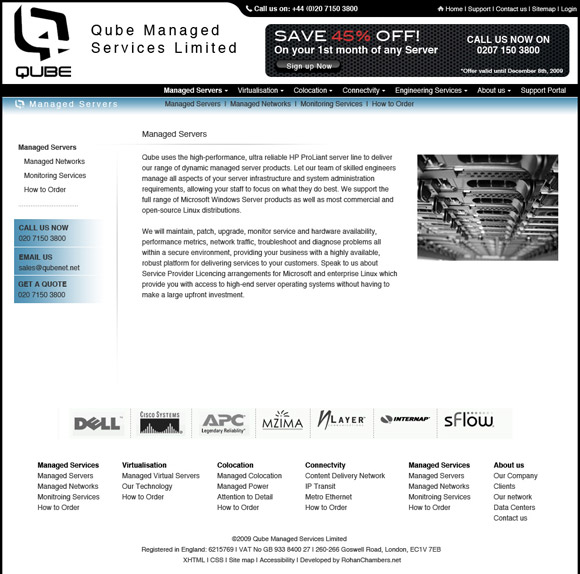 Call us on: +44 (0)20 7150 3800
Home I Support I Contact us I Sitemap I Login
QUBE
Qube Managed
Services Limited
SAVE 45% OFF!
On your 1st month of any Server
Sign up Now
CALL US NOW ON
0207 150 3800
*Offer valid until December 8th, 2009
Managed Servers Virtualisation Colocation Connectvity Engineering Services About us Support Portal
Managed Servers
Managed Servers I Managed Networks I Monitoring Services I How to Order
Managed Servers
Managed Networks
Monitoring Services
How to Order
CALL US NOW
020 7150 3800
EMAIL US
sales@qubenet.net
GET A QUOTE
020 7150 3800
Managed Servers
Qube uses the high-performance, ultra reliable HP ProLiant server line to deliver
our range of dynamic managed server products. Let our team of skilled engineers
manage all aspects of your server infrastructure and system administration
requirements, allowing your staff to focus on what they do best. We support the
full range of Microsoft Windows Server products as well as most commercial and
open-source Linux distributions.
We will maintain, patch, upgrade, monitor service and hardware availability,
performance metrics, network traffic, troubleshoot and diagnose problems all
within a secure environment, providing your business with a highly available,
robust platform for delivering services to your customers. Speak to us about
Service Provider Licencing arrangements for Microsoft and enterprise Linux which
provide you with access to high-end server operating systems without having to
make a large upfront investment.
DELL
CISCO SYSTEMS
APC
Legendary Reliability
MZIMA
NLAYER
INTERNAP
sFlow
Managed Services
Managed Servers
Managed Networks
Monitroing Services
How to Order
Virtualisation
Managed Virtual Servers
Our Technology
How to Order
Colocation
Managed Colocation
Managed Power
Attention to Detail
How to Order
Connectvity
Content Delivery Network
IP Transit
Metro Ethernet
How to Order
Managed Services
Managed Servers
Managed Networks
Monitroing Services
How to Order
About us
Our Company
Clients
Our network
Data Centers
Contact us
©2009 Qube Managed Services Limited
Registered in England: 6215769 I VAT No GB 933 8400 27 I 260-266 Goswell Road, London, EC1V 7EB
XHTML I CSS I Site map I Accessibility I Developed by RohanChambers.net